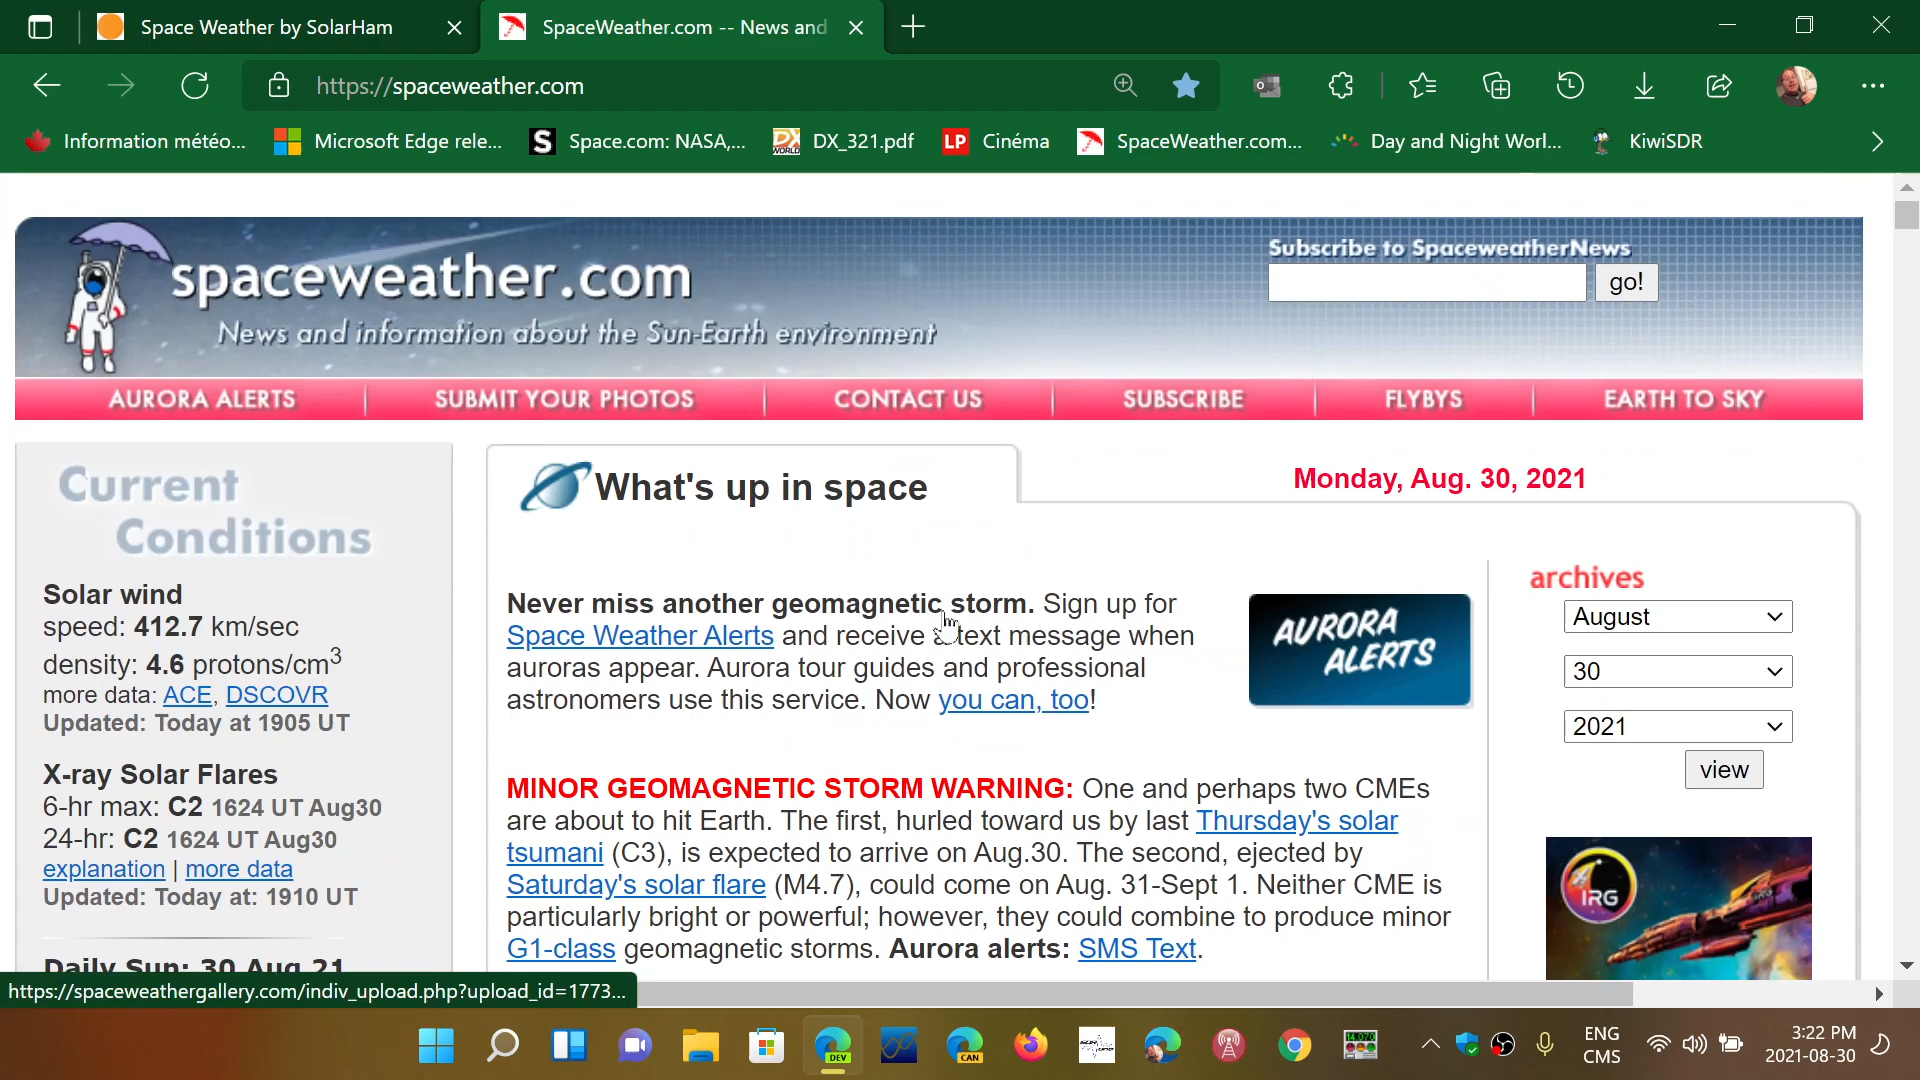 Space Weather by SolarHam
SpaceWeather.com -- News and
https://spaceweather.com
Information météo...
Microsoft Edge rele...
Space.com: NASA,...
DX WORLD
DX_321.pdf
LP
Cinéma
SpaceWeather.com...
Day and Night Worl...
KiwiSDR
spaceweather.com
News and information about the Sun-Earth environment
Subscribe to SpaceweatherNews
go!
AURORA ALERTS
SUBMIT YOUR PHOTOS
CONTACT US
SUBSCRIBE
FLYBYS
EARTH TO SKY
Current
Conditions
Solar wind
speed: 412.7 km/sec
density: 4.6 protons/cm3
more data: ACE, DSCOVR
Updated: Today at 1905 UT
X-ray Solar Flares
6-hr max: C2 1624 UT Aug30
24-hr: C2 1624 UT Aug30
explanation | more data
Updated: Today at: 1910 UT
Daily Sun: 30 Aug 21
What's up in space
Monday, Aug. 30, 2021
Never miss another geomagnetic storm. Sign up for
Space Weather Alerts and receive a text message when
auroras appear. Aurora tour guides and professional
astronomers use this service. Now you can, too!
AURORA
ALERTS
MINOR GEOMAGNETIC STORM WARNING: One and perhaps two CMEs
are about to hit Earth. The first, hurled toward us by last Thursday's solar
tsumani (C3), is expected to arrive on Aug.30. The second, ejected by
Saturday's solar flare (M4.7), could come on Aug. 31-Sept 1. Neither CME is
particularly bright or powerful; however, they could combine to produce minor
G1-class geomagnetic storms. Aurora alerts: SMS Text.
archives
August
30
2021
view
IRG
https://spaceweathergallery.com/indiv_upload.php?upload_id=1773...
DEV
CAN
14.070
ENG
CMS
3:22 PM
2021-08-30